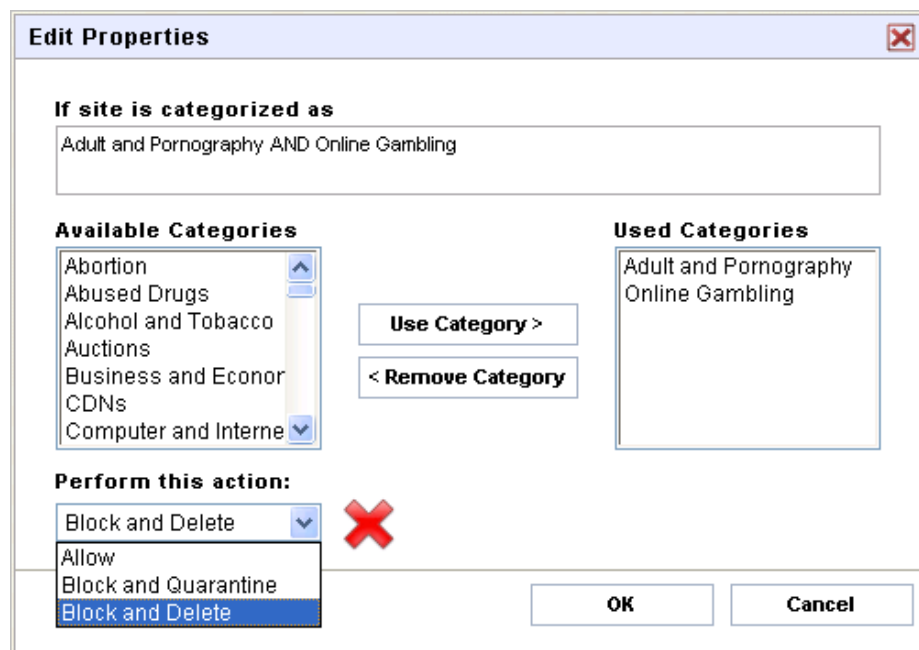 Edit Properties
If site is categorized as
Adult and Pornography AND Online Gambling
Available Categories
Abortion
Abused Drugs
Alcohol and Tobacco
Auctions
Business and Econor
CDNs
Computer and Interne
Use Category >
< Remove Category
Used Categories
Adult and Pornography
Online Gambling
Perform this action:
Block and Delete
Allow
Block and Quarantine
Block and Delete
OK
Cancel